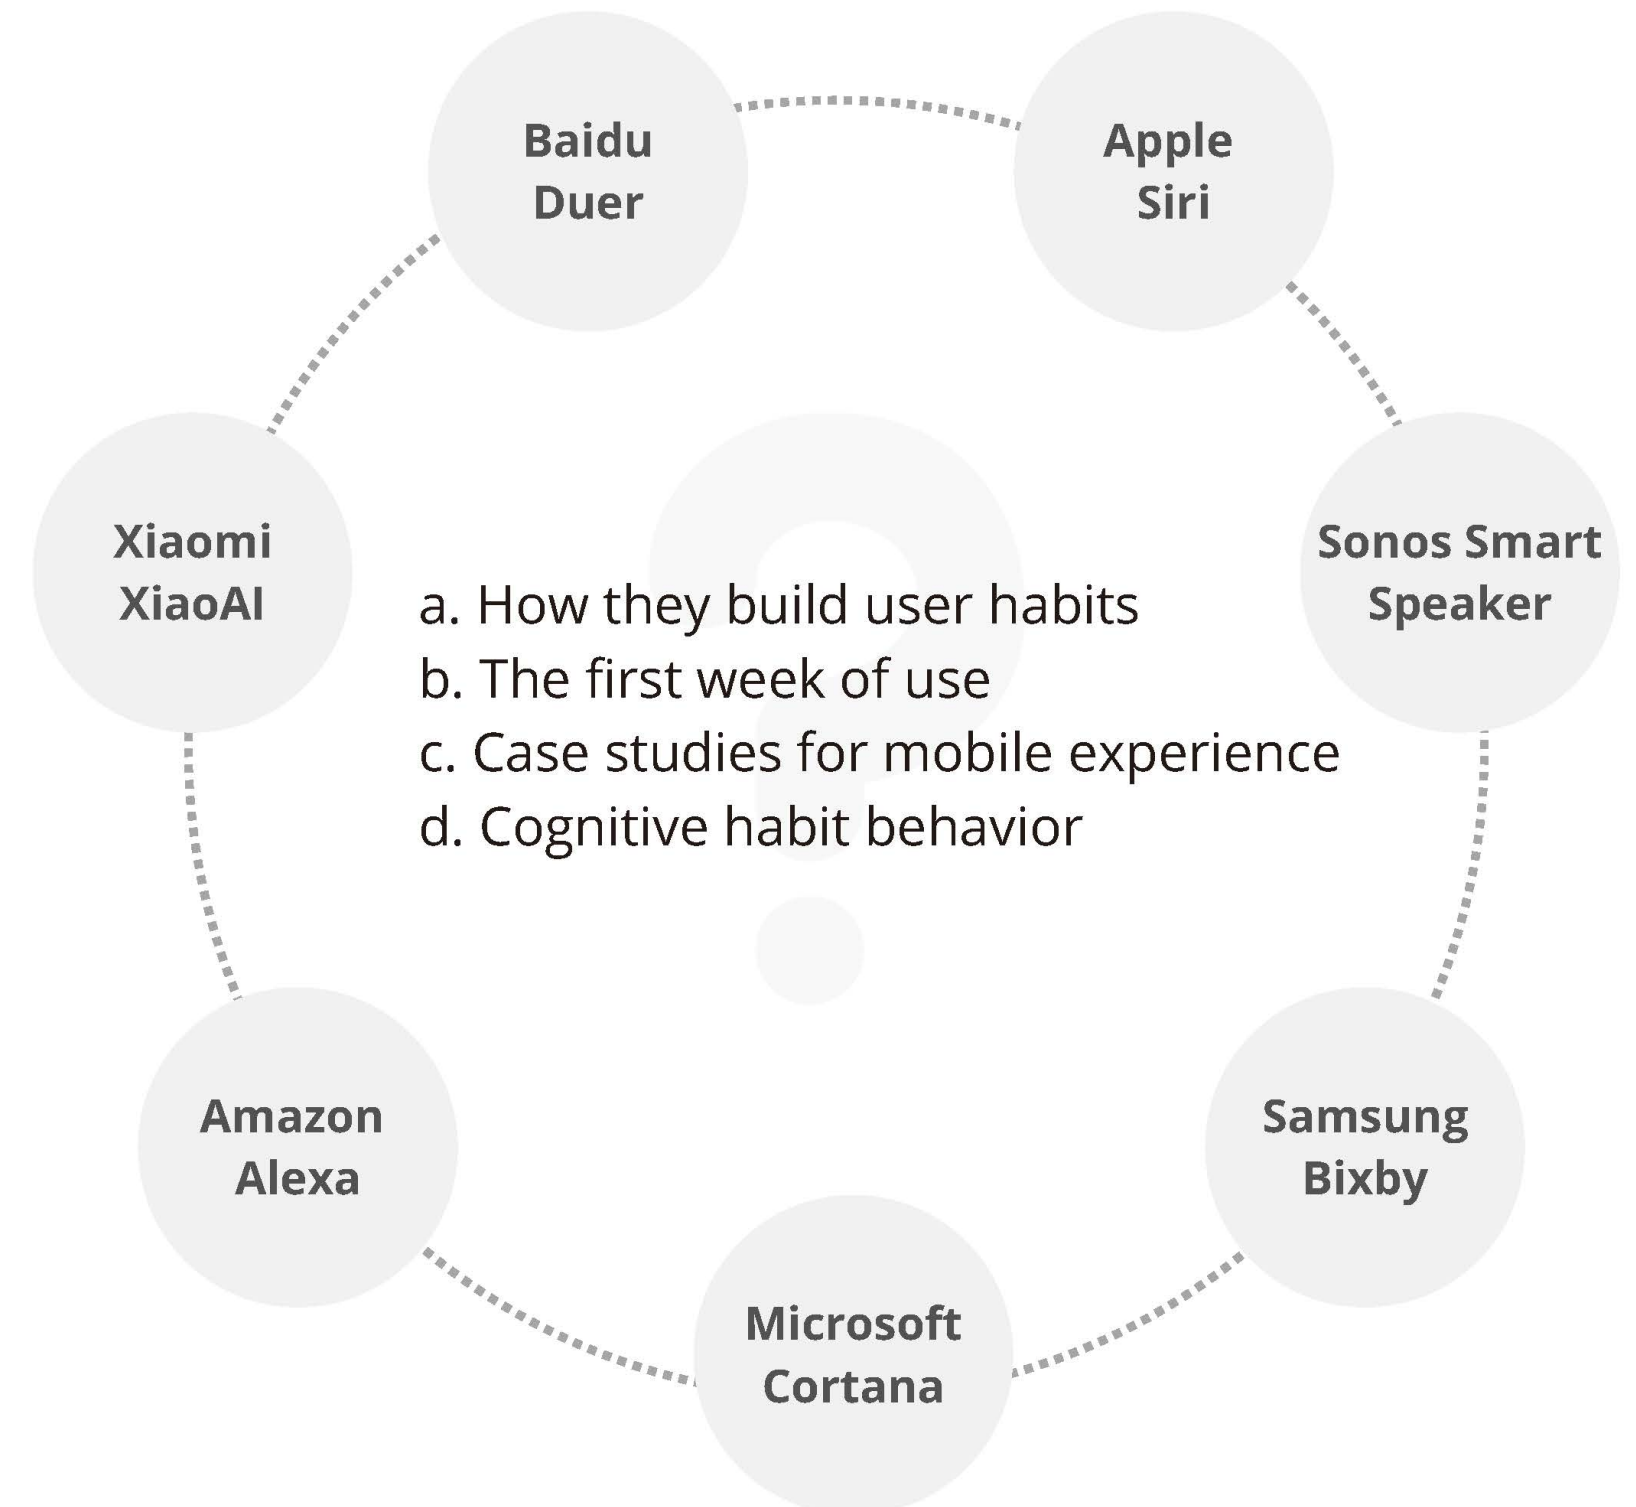 Baidu
Duer
Apple
Siri
Xiaomi
XiaoAI
Sonos Smart
Speaker
a. How they build user habits
b. The first week of use
c. Case studies for mobile experience
d. Cognitive habit behavior
Amazon
Alexa
Samsung
Bixby
Microsoft
Cortana
?